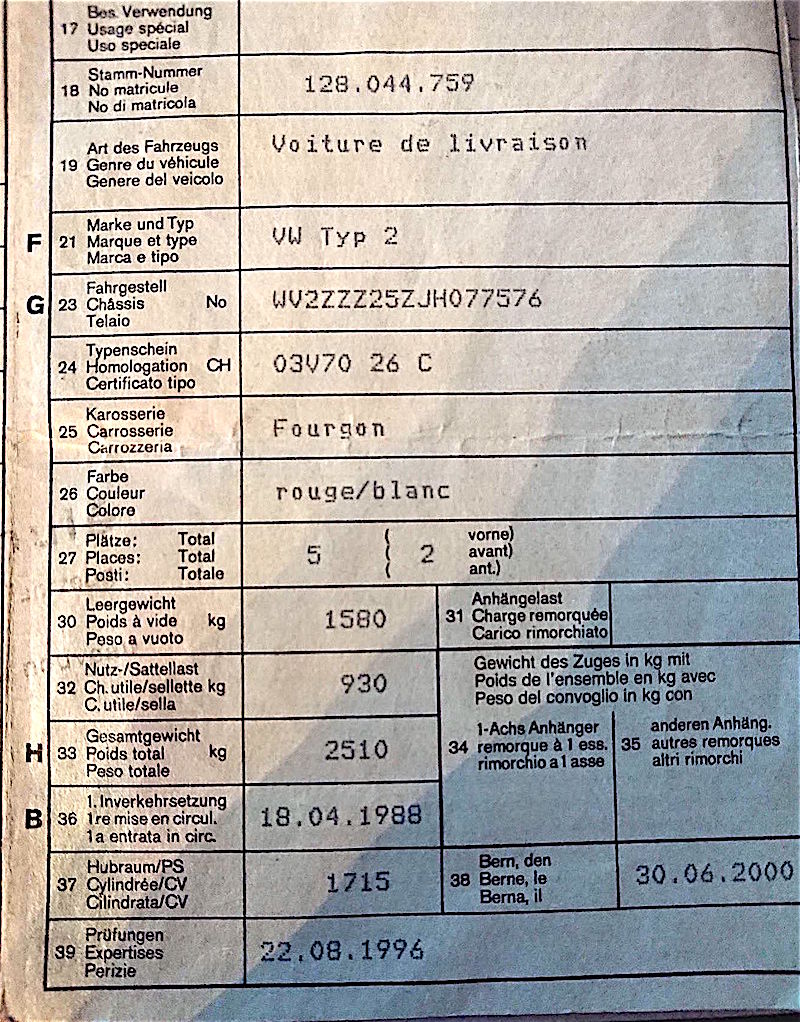 17 Bes. Verwendung
Usage spécial
Uso speciale
18 Stamm-Nummer
No matricule
No di matricola
128.044.759
19 Art des Fahrzeugs
Genre du véhicule
Genere del veicolo
Voiture de livraison
F 21 Marke und Typ
Marque et type
Marca e tipo
VW Typ 2
G 23 Fahrgestell
Châssis No
Telaio
WV2ZZZ25ZJH077576
24 Typenschein
Homologation CH
Certificato tipo
03V70 26 C
25 Karosserie
Carrosserie
Carrozzeria
Fourgon
26 Farbe
Couleur
Colore
rouge/blanc
27 Plätze: Total
Places: Total
Posti: Totale
5 ( 2 vorne)
( avant)
( ant.)
30 Leergewicht
Poids à vide kg
Peso a vuoto
1580
31 Anhängelast
Charge remorquée
Carico rimorchiato
32 Nutz-/Sattellast
Ch. utile/sellette kg
C. utile/sella
930
Gewicht des Zuges in kg mit
Poids de l'ensemble en kg avec
Peso del convoglio in kg con
H 33 Gesamtgewicht
Poids total kg
Peso totale
2510
34 1-Achs Anhänger
remorque à 1 ess.
rimorchio a 1 asse
35 anderen Anhäng.
autres remorques
altri rimorchi
B 36 1. Inverkehrsetzung
1re mise en circul.
1a entrata in circ.
18.04.1988
37 Hubraum/PS
Cylindrée/CV
Cilindrata/CV
1715
38 Bern, den
Berne, le
Berna, il
30.06.2000
39 Prüfungen
Expertises
Perizie
22.08.1996